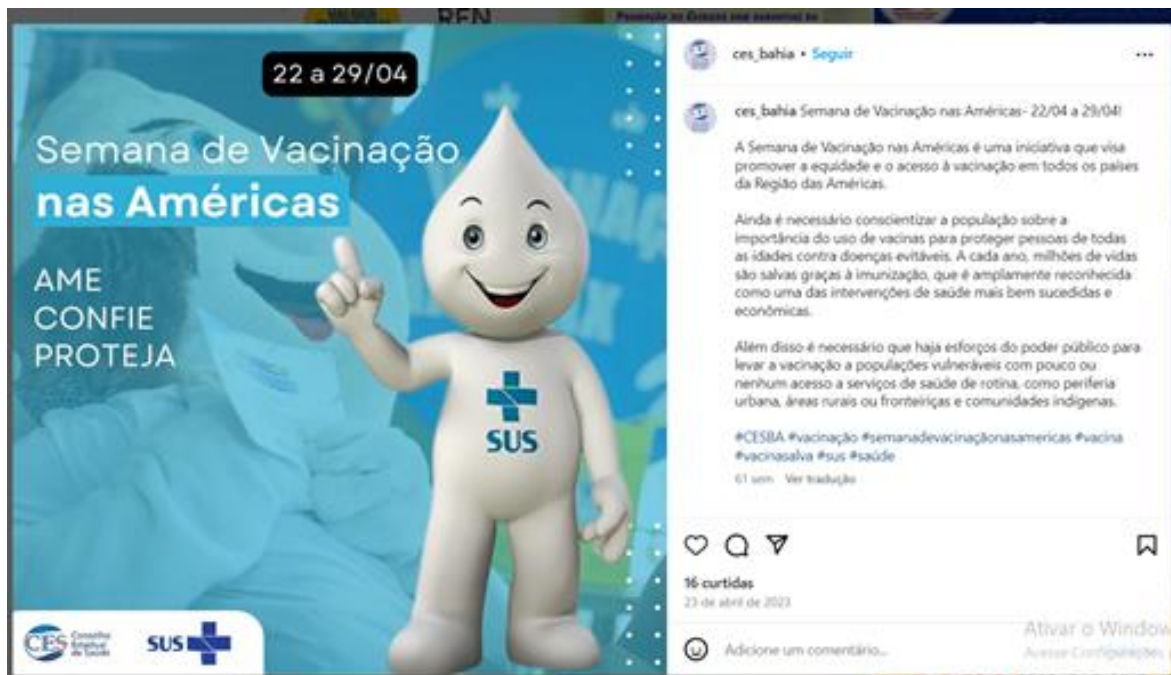 22 a 29/04
Semana de Vacinação
nas Américas
AME
CONFIE
PROTEJA
SUS
CES Conselho
Estadual
de Saúde
SUS
ces_bahia • Seguir
ces_bahia Semana de Vacinação nas Américas- 22/04 a 29/04!
A Semana de Vacinação nas Américas é uma iniciativa que visa
promover a equidade e o acesso à vacinação em todos os países
da Região das Américas.
Ainda é necessário conscientizar a população sobre a
importância do uso de vacinas para proteger pessoas de todas
as idades contra doenças evitáveis. A cada ano, milhões de vidas
são salvas graças à imunização, que é amplamente reconhecida
como uma das intervenções de saúde mais bem sucedidas e
econômicas.
Além disso é necessário que haja esforços do poder público para
levar a vacinação a populações vulneráveis com pouco ou
nenhum acesso a serviços de saúde de rotina, como periferia
urbana, áreas rurais ou fronteiriças e comunidades indígenas.
#CESBA #vacinação #semanadevacinaçãonasamericas #vacina
#vacinasalva #sus #saúde
61 sem Ver tradução
16 curtidas
23 de abril de 2023
Adicione um comentário...
Ativar o Window